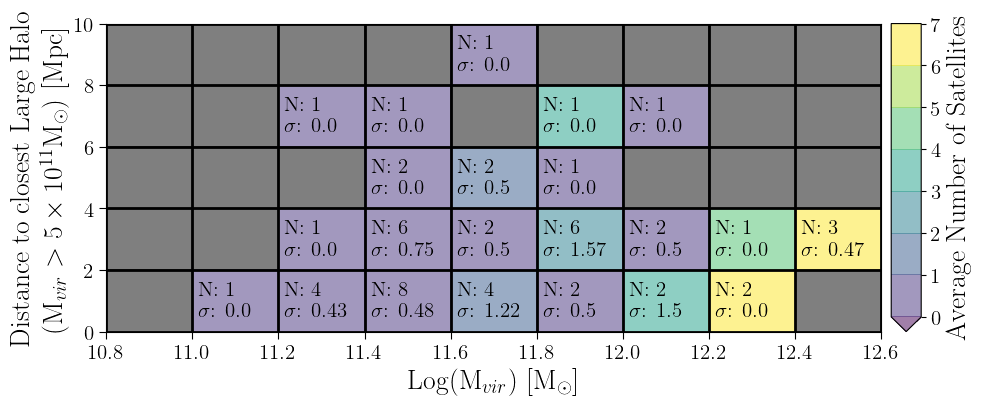 Distance to closest Large Halo
(M_{vir} > 5 × 10^{11}M_⊙) [Mpc]
10
8
6
4
2
0
N: 1
σ: 0.0
N: 1
σ: 0.0
N: 1
σ: 0.0
N: 1
σ: 0.0
N: 1
σ: 0.0
N: 2
σ: 0.0
N: 2
σ: 0.5
N: 1
σ: 0.0
N: 1
σ: 0.0
N: 6
σ: 0.75
N: 2
σ: 0.5
N: 6
σ: 1.57
N: 2
σ: 0.5
N: 1
σ: 0.0
N: 3
σ: 0.47
N: 1
σ: 0.0
N: 4
σ: 0.43
N: 8
σ: 0.48
N: 4
σ: 1.22
N: 2
σ: 0.5
N: 2
σ: 1.5
N: 2
σ: 0.0
10.8 11.0 11.2 11.4 11.6 11.8 12.0 12.2 12.4 12.6
Log(M_{vir}) [M_⊙]
7
6
5
4
3
2
1
0
Average Number of Satellites